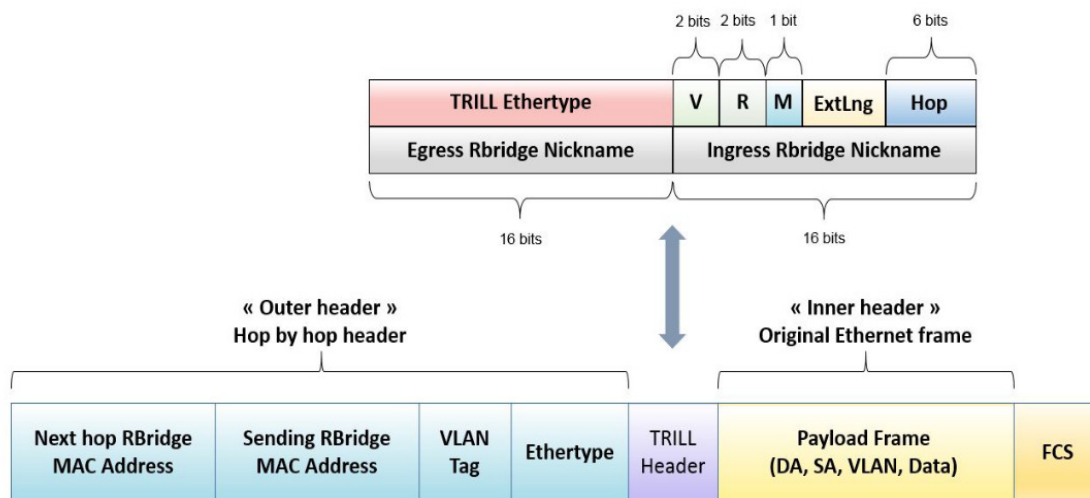 2 bits 2 bits 1 bit 6 bits
TRILL Ethertype V R M ExtLng Hop
Egress Rbridge Nickname Ingress Rbridge Nickname
16 bits 16 bits
« Outer header » « Inner header »
Hop by hop header Original Ethernet frame
Next hop RBridge Sending RBridge VLAN Ethertype TRILL Payload Frame FCS
MAC Address MAC Address Tag Header (DA, SA, VLAN, Data)